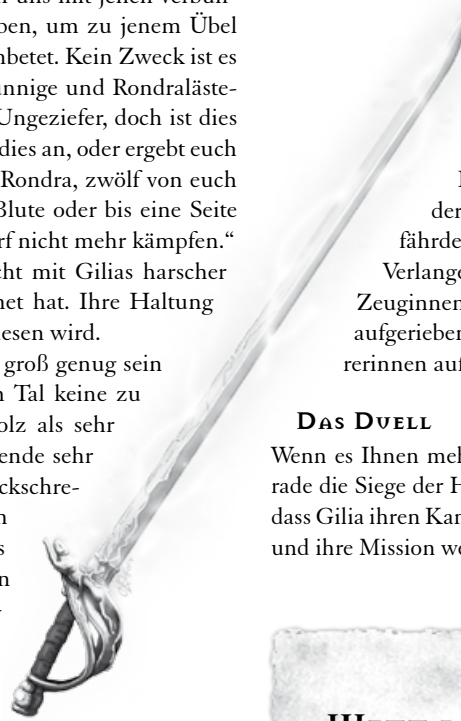 uns mit jenen verbün-
ben, um zu jenem Übel
nbetet. Kein Zweck ist es
nnige und Rondraläste-
Ungeziefer, doch ist dies
dies an, oder ergebt euch
Rondra, zwölf von euch
Blute oder bis eine Seite
rf nicht mehr kämpfen.“
cht mit Gilias harscher
net hat. Ihre Haltung
esen wird.
groß genug sein
n Tal keine zu
olz als sehr
ende sehr
ckschre-
n
s
n
der
fährde
Verlange
Zeuginnen
aufgerieben
rerinnen auf
Das Duell
Wenn es Ihnen meh
rade die Siege der H
dass Gilia ihren Kar
und ihre Mission we